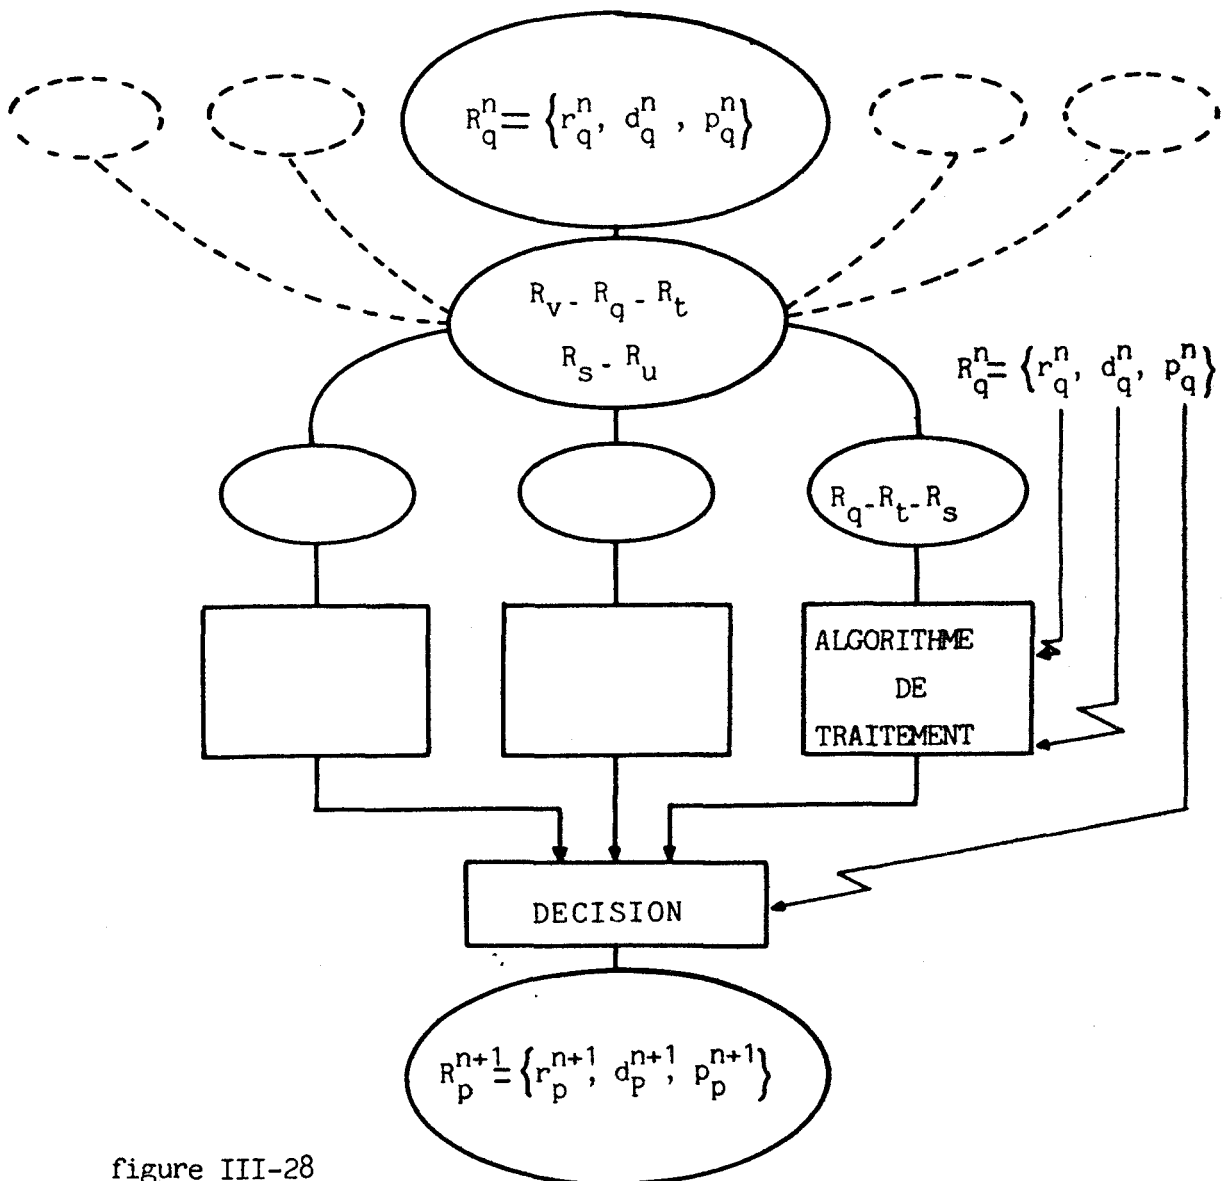 R_q^n = {r_q^n, d_q^n , p_q^n}
R_v - R_q - R_t
R_s - R_u
R_q^n = {r_q^n, d_q^n, p_q^n}
R_q - R_t - R_s
ALGORITHME
DE
TRAITEMENT
DECISION
R_p^{n+1} = {r_p^{n+1}, d_p^{n+1}, p_p^{n+1}}
figure III-28